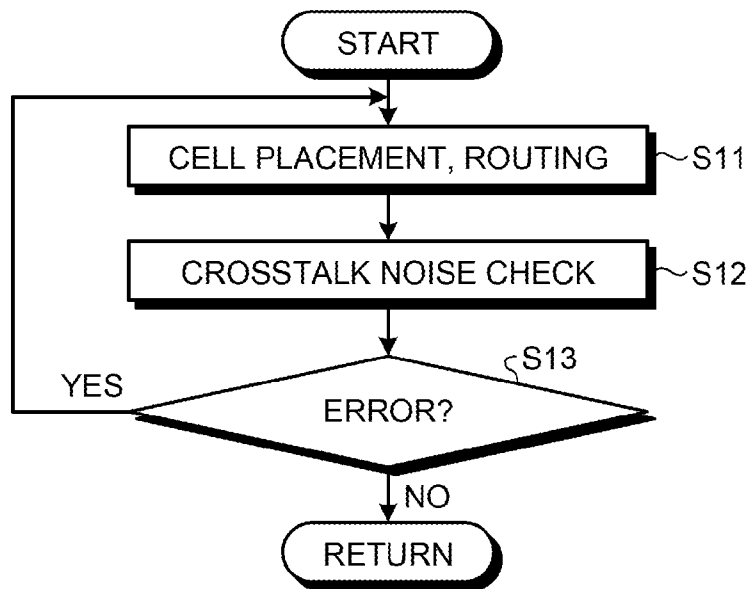 START
CELL PLACEMENT, ROUTING
S11
CROSSTALK NOISE CHECK
S12
S13
YES
ERROR?
NO
RETURN